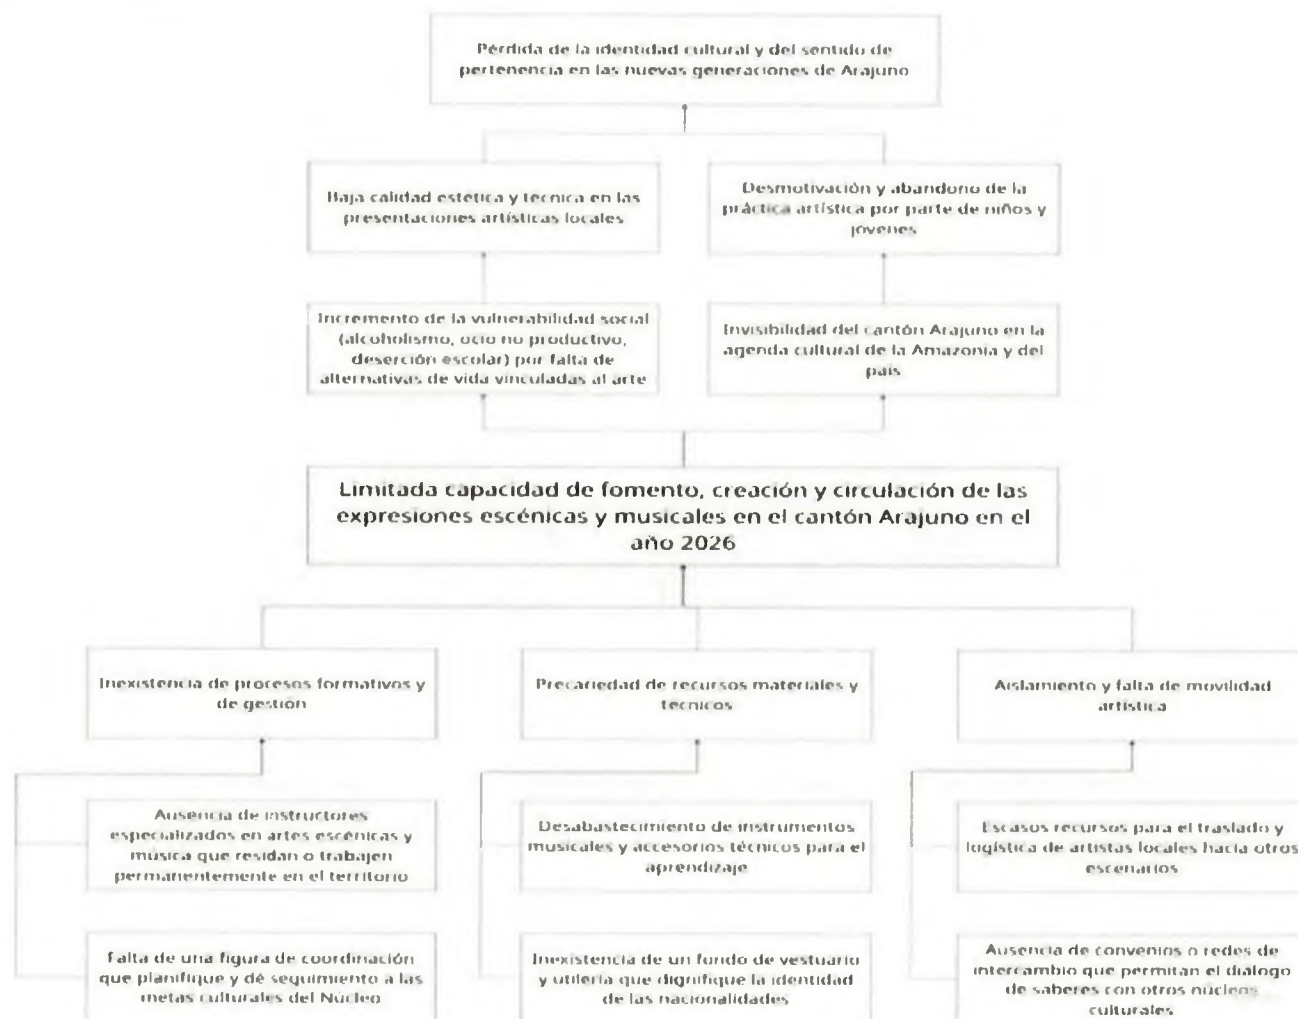 Pérdida de la identidad cultural y del sentido de
pertenencia en las nuevas generaciones de Arajuno
Baja calidad estética y técnica en las
presentaciones artísticas locales
Desmotivación y abandono de la
práctica artística por parte de niños y
jóvenes
Incremento de la vulnerabilidad social
(alcoholismo, ocio no productivo,
deserción escolar) por falta de
alternativas de vida vinculadas al arte
Invisibilidad del cantón Arajuno en la
agenda cultural de la Amazonía y del
país
Limitada capacidad de fomento, creación y circulación de las
expresiones escénicas y musicales en el cantón Arajuno en el
año 2026
Inexistencia de procesos formativos y
de gestión
Precariedad de recursos materiales y
técnicos
Aislamiento y falta de movilidad
artística
Ausencia de instructores
especializados en artes escénicas y
música que residan o trabajen
permanentemente en el territorio
Desabastecimiento de instrumentos
musicales y accesorios técnicos para el
aprendizaje
Escasos recursos para el traslado y
logística de artistas locales hacia otros
escenarios
Falta de una figura de coordinación
que planifique y dé seguimiento a las
metas culturales del Núcleo
Inexistencia de un fondo de vestuario
y utilería que dignifique la identidad
de las nacionalidades
Ausencia de convenios o redes de
intercambio que permitan el diálogo
de saberes con otros núcleos
culturales